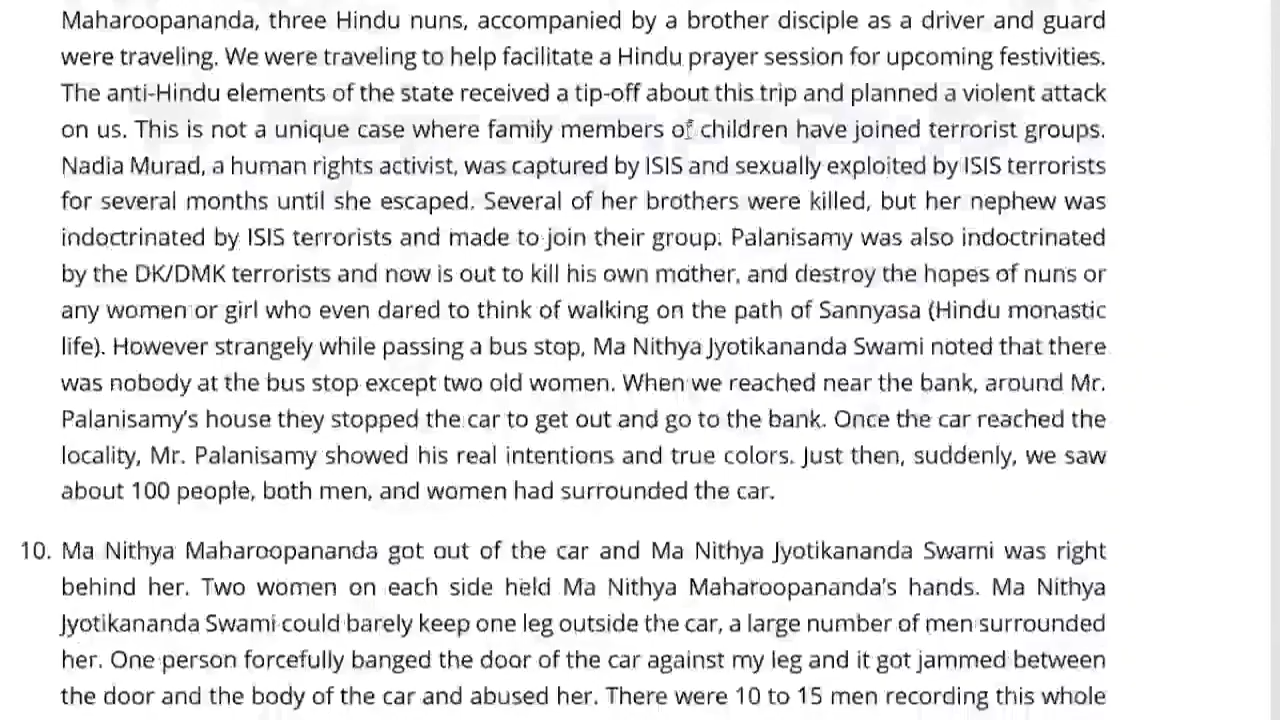 Maharoopananda, three Hindu nuns, accompanied by a brother disciple as a driver and guard
were traveling. We were traveling to help facilitate a Hindu prayer session for upcoming festivities.
The anti-Hindu elements of the state received a tip-off about this trip and planned a violent attack
on us. This is not a unique case where family members of children have joined terrorist groups.
Nadia Murad, a human rights activist, was captured by ISIS and sexually exploited by ISIS terrorists
for several months until she escaped. Several of her brothers were killed, but her nephew was
indoctrinated by ISIS terrorists and made to join their group. Palanisamy was also indoctrinated
by the DK/DMK terrorists and now is out to kill his own mother, and destroy the hopes of nuns or
any women or girl who even dared to think of walking on the path of Sannyasa (Hindu monastic
life). However strangely while passing a bus stop, Ma Nithya Jyotikananda Swami noted that there
was nobody at the bus stop except two old women. When we reached near the bank, around Mr.
Palanisamy's house they stopped the car to get out and go to the bank. Once the car reached the
locality, Mr. Palanisamy showed his real intentions and true colors. Just then, suddenly, we saw
about 100 people, both men, and women had surrounded the car.
10. Ma Nithya Maharoopananda got out of the car and Ma Nithya Jyotikananda Swami was right
behind her. Two women on each side held Ma Nithya Maharoopananda's hands. Ma Nithya
Jyotikananda Swami could barely keep one leg outside the car, a large number of men surrounded
her. One person forcefully banged the door of the car against my leg and it got jammed between
the door and the body of the car and abused her. There were 10 to 15 men recording this whole